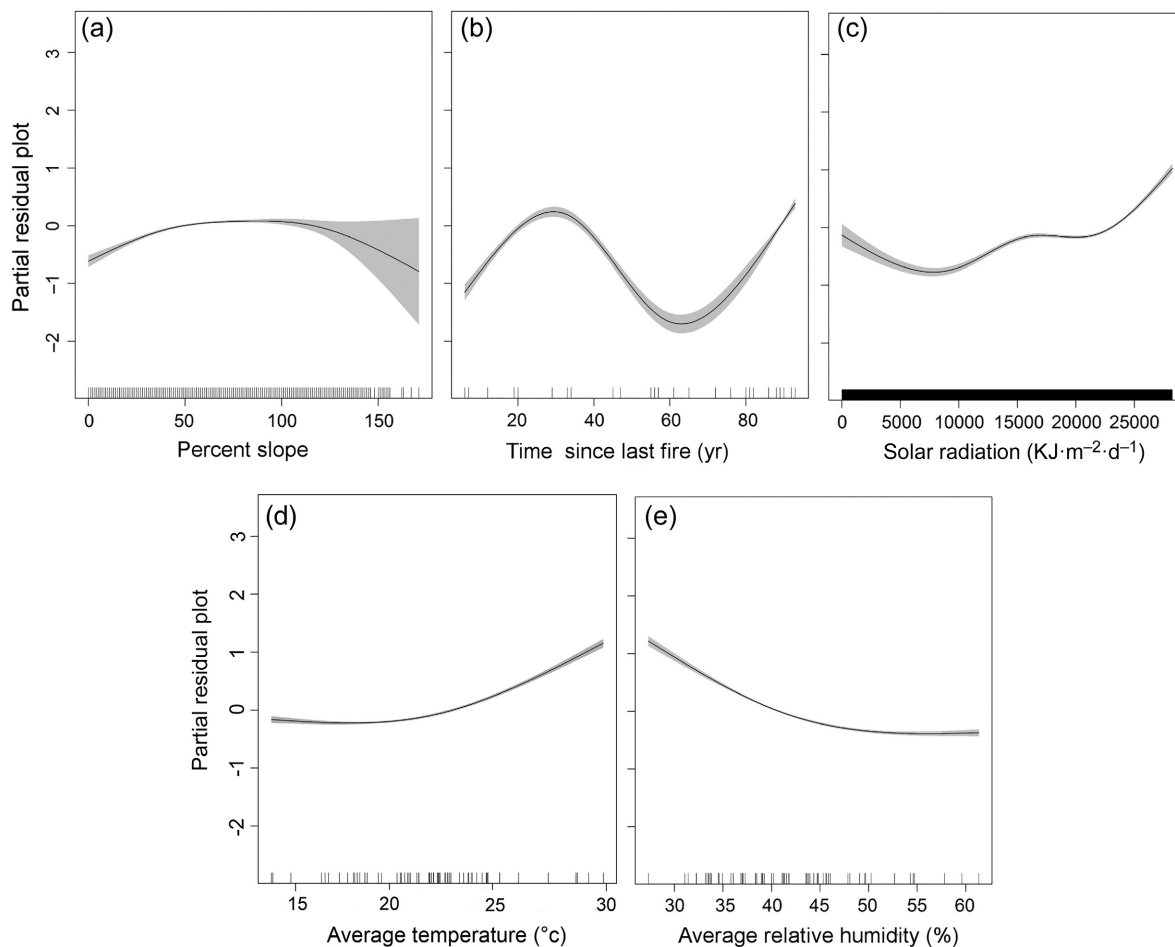 (a) (b) (c)
3
2
1
0
-1
-2
Partial residual plot
0 50 100 150
20 40 60 80
0 5000 10000 15000 20000 25000
Percent slope
Time since last fire (yr)
Solar radiation (KJ·m⁻²·d⁻¹)
(d) (e)
3
2
1
0
-1
-2
Partial residual plot
15 20 25 30
30 35 40 45 50 55 60
Average temperature (°c)
Average relative humidity (%)